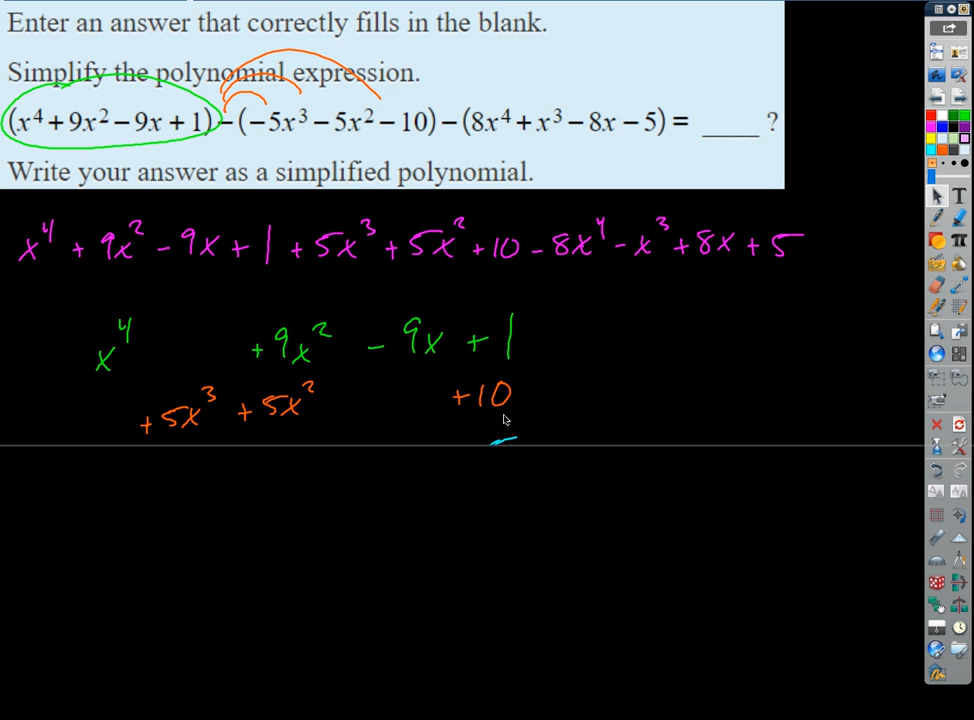 Enter an answer that correctly fills in the blank.
Simplify the polynomial expression.
(x⁴ + 9x² − 9x + 1) − (−5x³ − 5x² − 10) − (8x⁴ + x³ − 8x − 5) = ____ ?
Write your answer as a simplified polynomial.
x⁴ + 9x² − 9x + 1 + 5x³ + 5x² + 10 − 8x⁴ − x³ + 8x + 5
x⁴ + 9x² − 9x + 1
+ 5x³ + 5x² + 10